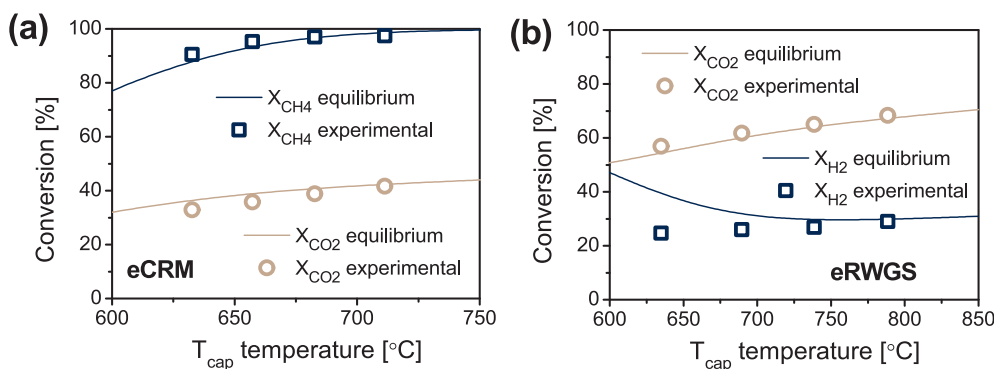 (a)
100
80
60
40
20
0
Conversion [%]
X_CH4 equilibrium
X_CH4 experimental
X_CO2 equilibrium
X_CO2 experimental
eCRM
600 650 700 750
T_cap temperature [°C]
(b)
100
80
60
40
20
0
Conversion [%]
X_CO2 equilibrium
X_CO2 experimental
X_H2 equilibrium
X_H2 experimental
eRWGS
600 650 700 750 800 850
T_cap temperature [°C]